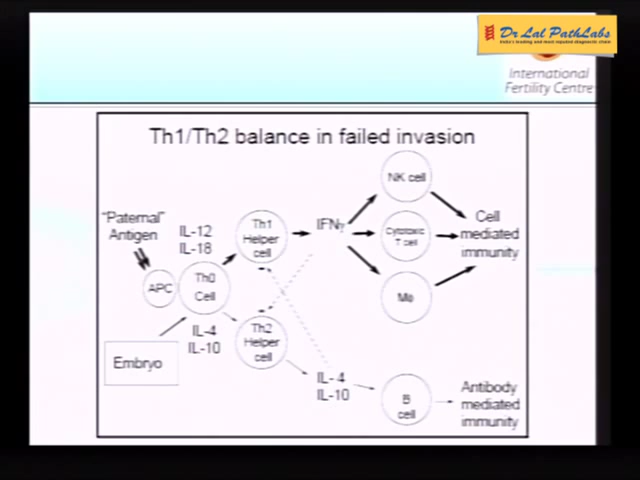 Dr Lal PathLabs
India's leading and most reputed diagnostic chain
International
Fertility Centre
Th1/Th2 balance in failed invasion
"Paternal"
Antigen
IL-12
IL-18
APC
Th0
Cell
Embryo
IL-4
IL-10
Th1
Helper
cell
Th2
Helper
cell
IFNγ
IL-4
IL-10
NK cell
Cytotoxic
T cell
Mø
B
cell
Cell
mediated
immunity
Antibody
mediated
immunity